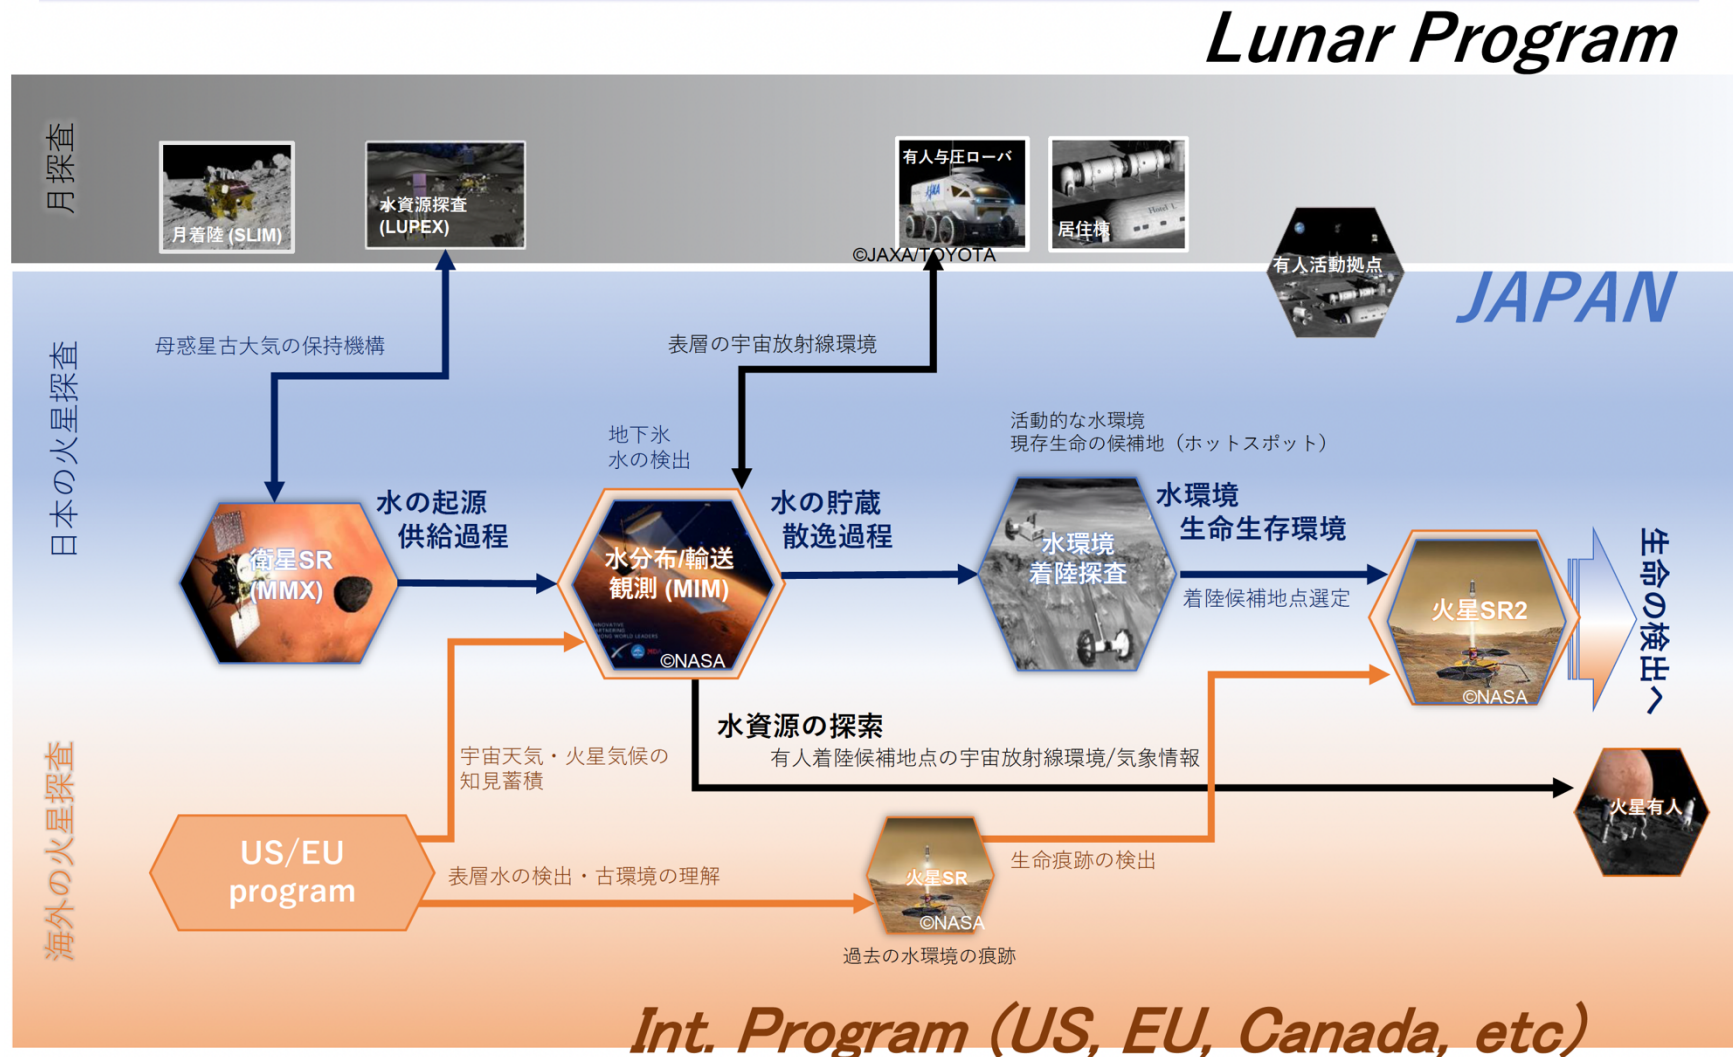 Lunar Program
月探査
月着陸 (SLIM)
水資源探査
(LUPEX)
有人与圧ローバ
©JAXA/TOYOTA
居住棟
有人活動拠点
JAPAN
日本の火星探査
母惑星古大気の保持機構
表層の宇宙放射線環境
地下氷
水の検出
活動的な水環境
現存生命の候補地（ホットスポット）
衛星SR
(MMX)
水の起源
供給過程
水分布/輸送
観測 (MIM)
©NASA
水の貯蔵
散逸過程
水環境
着陸探査
水環境
生命生存環境
着陸候補地点選定
火星SR2
©NASA
生命の検出へ
水資源の探索
有人着陸候補地点の宇宙放射線環境/気象情報
火星有人
海外の火星探査
宇宙天気・火星気候の
知見蓄積
US/EU
program
表層水の検出・古環境の理解
火星SR
©NASA
生命痕跡の検出
過去の水環境の痕跡
Int. Program (US, EU, Canada, etc)